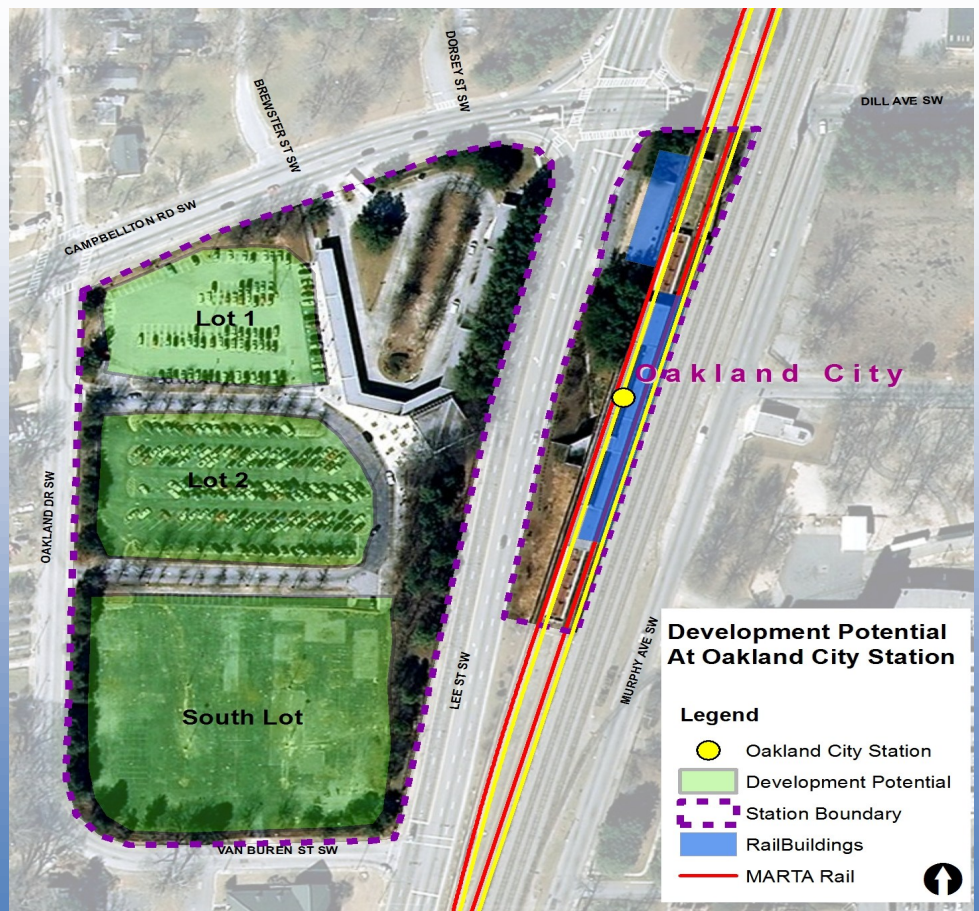 DORSEY ST SW
BREWSTER ST SW
DILL AVE SW
CAMPBELLTON RD SW
Lot 1
Oakland City
Lot 2
OAKLAND DR SW
South Lot
LEE ST SW
MURPHY AVE SW
VAN BUREN ST SW
Development Potential
At Oakland City Station
Legend
Oakland City Station
Development Potential
Station Boundary
RailBuildings
MARTA Rail